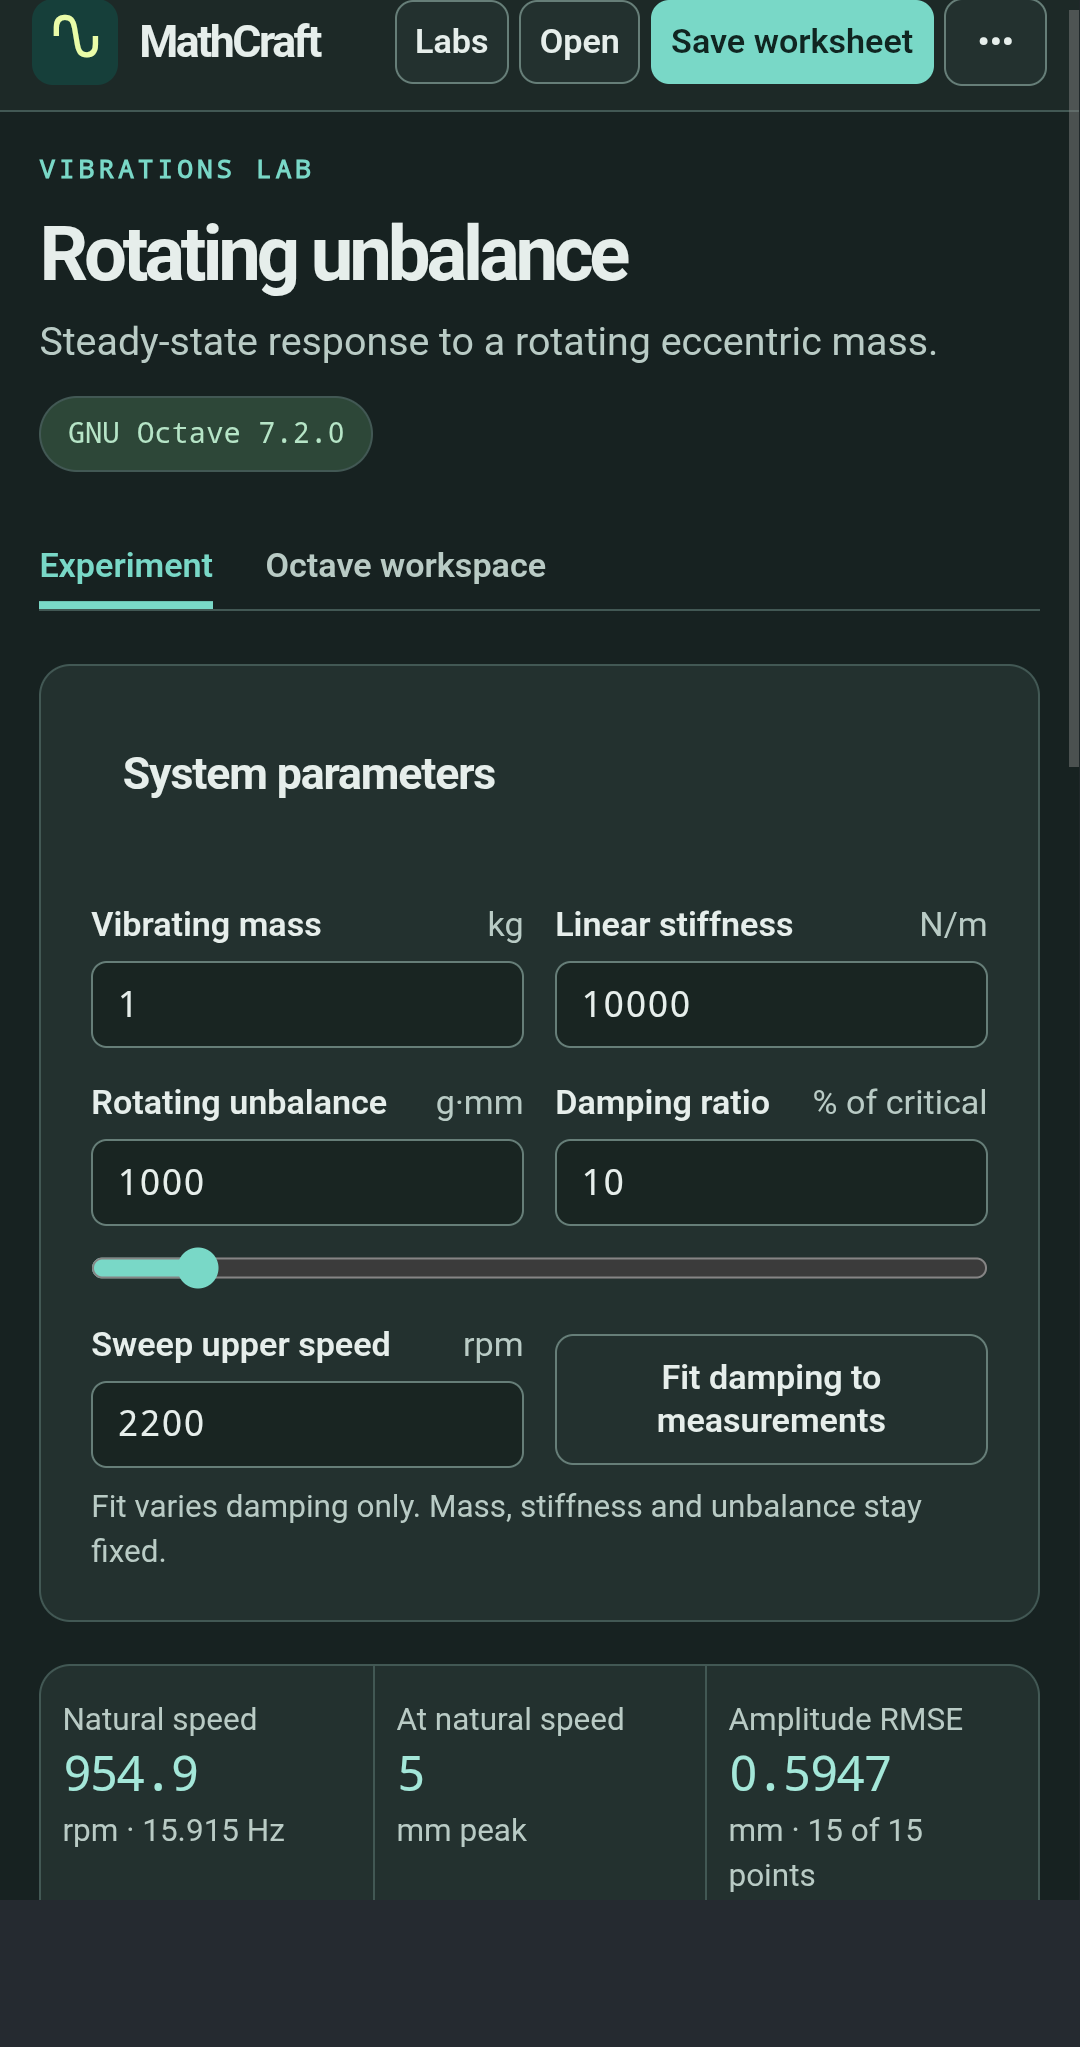 MathCraft
Labs
Open
Save worksheet
•••
VIBRATIONS LAB
Rotating unbalance
Steady-state response to a rotating eccentric mass.
GNU Octave 7.2.0
Experiment
Octave workspace
System parameters
Vibrating mass kg
1
Linear stiffness N/m
10000
Rotating unbalance g·mm
1000
Damping ratio % of critical
10
Sweep upper speed rpm
2200
Fit damping to
measurements
Fit varies damping only. Mass, stiffness and unbalance stay
fixed.
Natural speed
954.9
rpm · 15.915 Hz
At natural speed
5
mm peak
Amplitude RMSE
0.5947
mm · 15 of 15
points